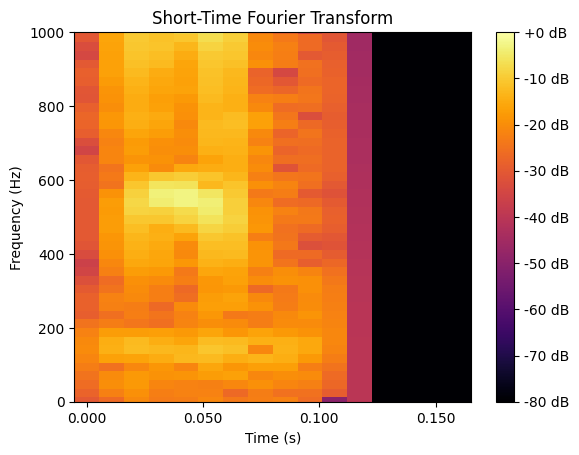 Short-Time Fourier Transform
1000
800
600
400
200
0
Frequency (Hz)
0.000
0.050
0.100
0.150
Time (s)
+0 dB
-10 dB
-20 dB
-30 dB
-40 dB
-50 dB
-60 dB
-70 dB
-80 dB